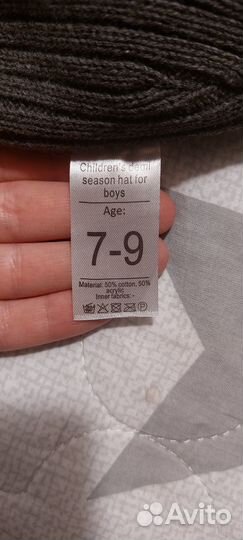 Children's demi
season hat for
boys
Age:
7-9
Material: 50% cotton, 50%
acrylic
Inner fabrics: -
Avito